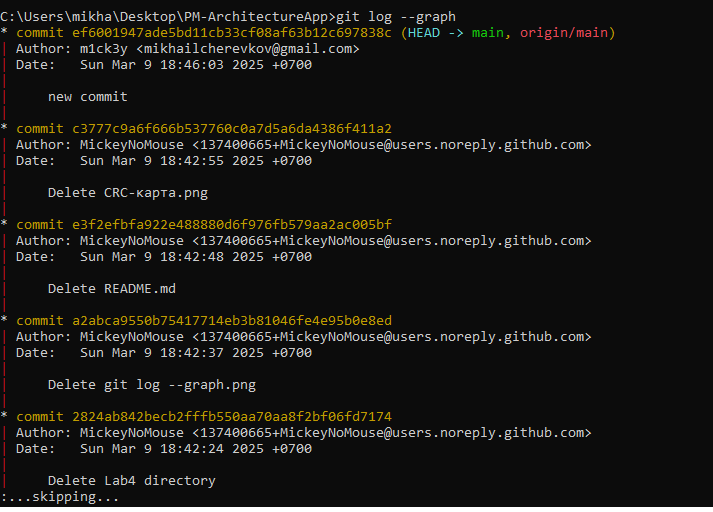 C:\Users\mikha\Desktop\PM-ArchitectureApp>git log --graph
* commit ef6001947ade5bd11cb33cf08af63b12c697838c (HEAD -> main, origin/main)
| Author: m1ck3y <mikhailcherevkov@gmail.com>
| Date:   Sun Mar 9 18:46:03 2025 +0700
|
|     new commit
|
* commit c3777c9a6f666b537760c0a7d5a6da4386f411a2
| Author: MickeyNoMouse <137400665+MickeyNoMouse@users.noreply.github.com>
| Date:   Sun Mar 9 18:42:55 2025 +0700
|
|     Delete CRC-карта.png
|
* commit e3f2efbfa922e488880d6f976fb579aa2ac005bf
| Author: MickeyNoMouse <137400665+MickeyNoMouse@users.noreply.github.com>
| Date:   Sun Mar 9 18:42:48 2025 +0700
|
|     Delete README.md
|
* commit a2abca9550b75417714eb3b81046fe4e95b0e8ed
| Author: MickeyNoMouse <137400665+MickeyNoMouse@users.noreply.github.com>
| Date:   Sun Mar 9 18:42:37 2025 +0700
|
|     Delete git log --graph.png
|
* commit 2824ab842becb2fffb550aa70aa8f2bf06fd7174
| Author: MickeyNoMouse <137400665+MickeyNoMouse@users.noreply.github.com>
| Date:   Sun Mar 9 18:42:24 2025 +0700
|
|     Delete Lab4 directory
:...skipping...